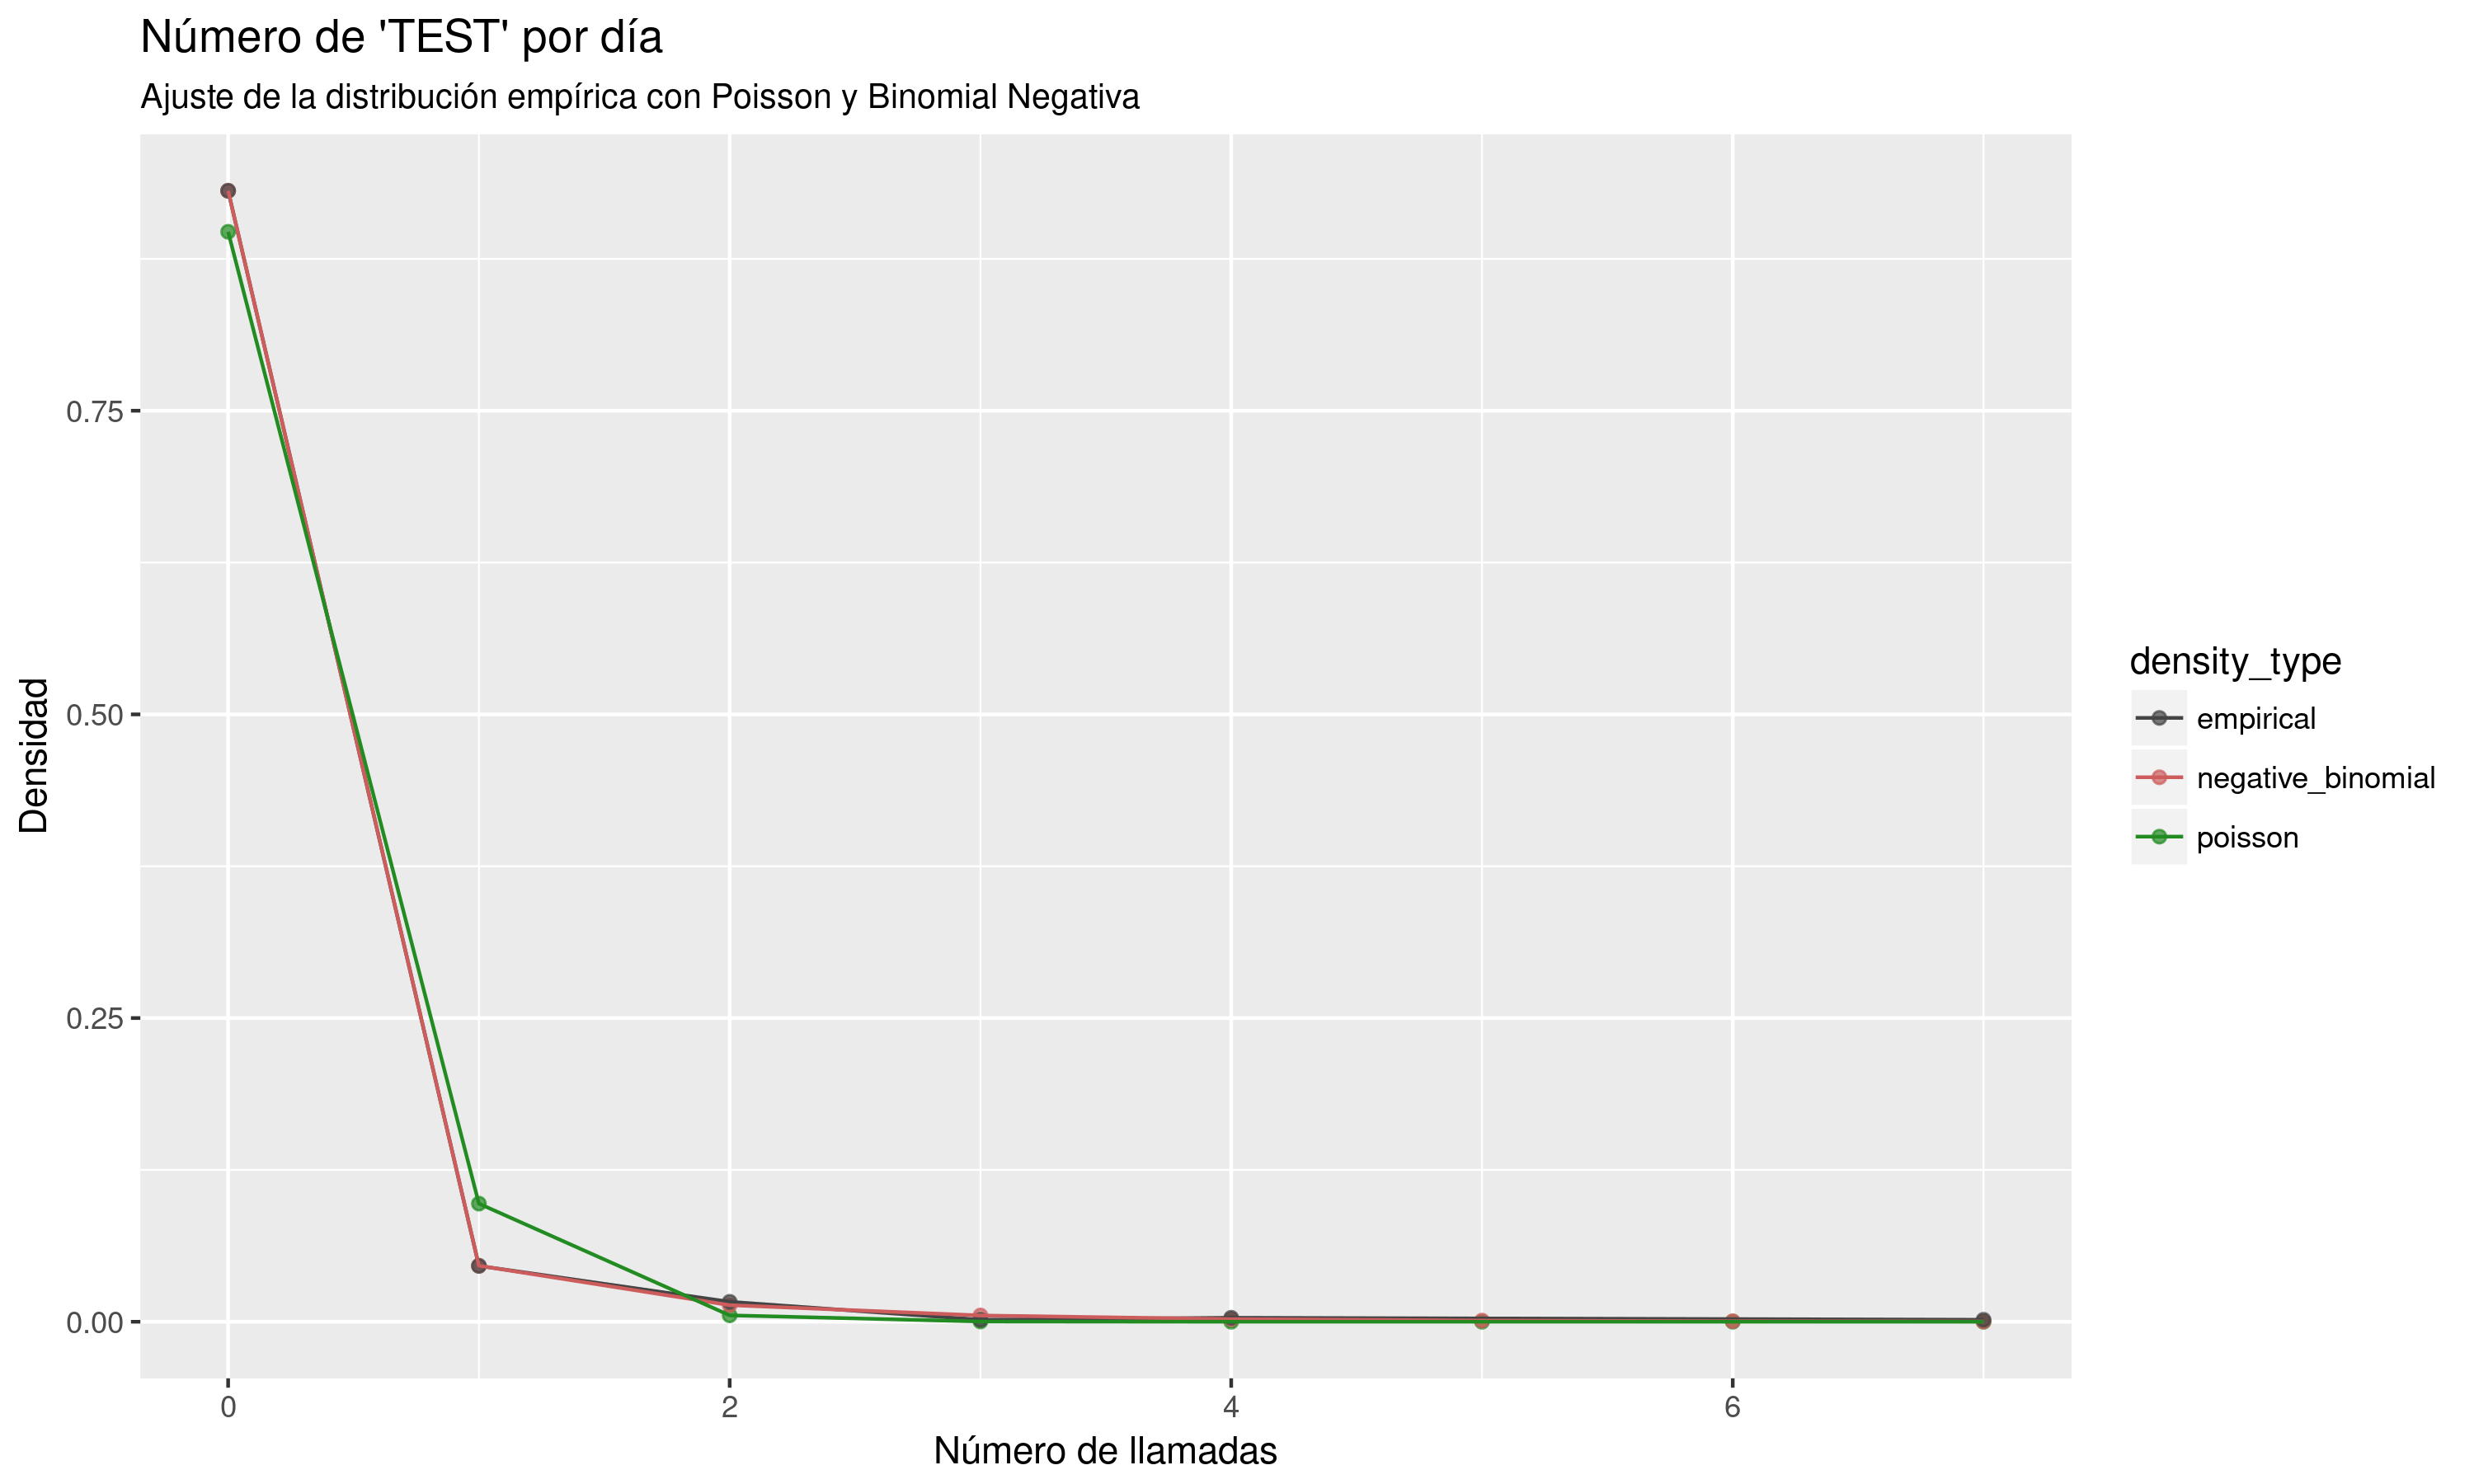 Número de 'TEST' por día
Ajuste de la distribución empírica con Poisson y Binomial Negativa
Densidad
0.75
0.50
0.25
0.00
0
2
4
6
Número de llamadas
density_type
empirical
negative_binomial
poisson